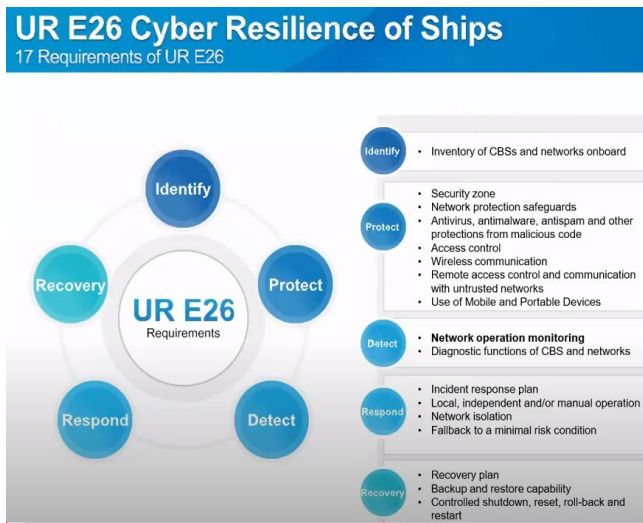 UR E26 Cyber Resilience of Ships
17 Requirements of UR E26
Identify
Protect
Detect
Respond
Recovery
UR E26
Requirements
Identify
• Inventory of CBSs and networks onboard
Protect
• Security zone
• Network protection safeguards
• Antivirus, antimalware, antispam and other
protections from malicious code
• Access control
• Wireless communication
• Remote access control and communication
with untrusted networks
• Use of Mobile and Portable Devices
Detect
• Network operation monitoring
• Diagnostic functions of CBS and networks
Respond
• Incident response plan
• Local, independent and/or manual operation
• Network isolation
• Fallback to a minimal risk condition
Recovery
• Recovery plan
• Backup and restore capability
• Controlled shutdown, reset, roll-back and
restart